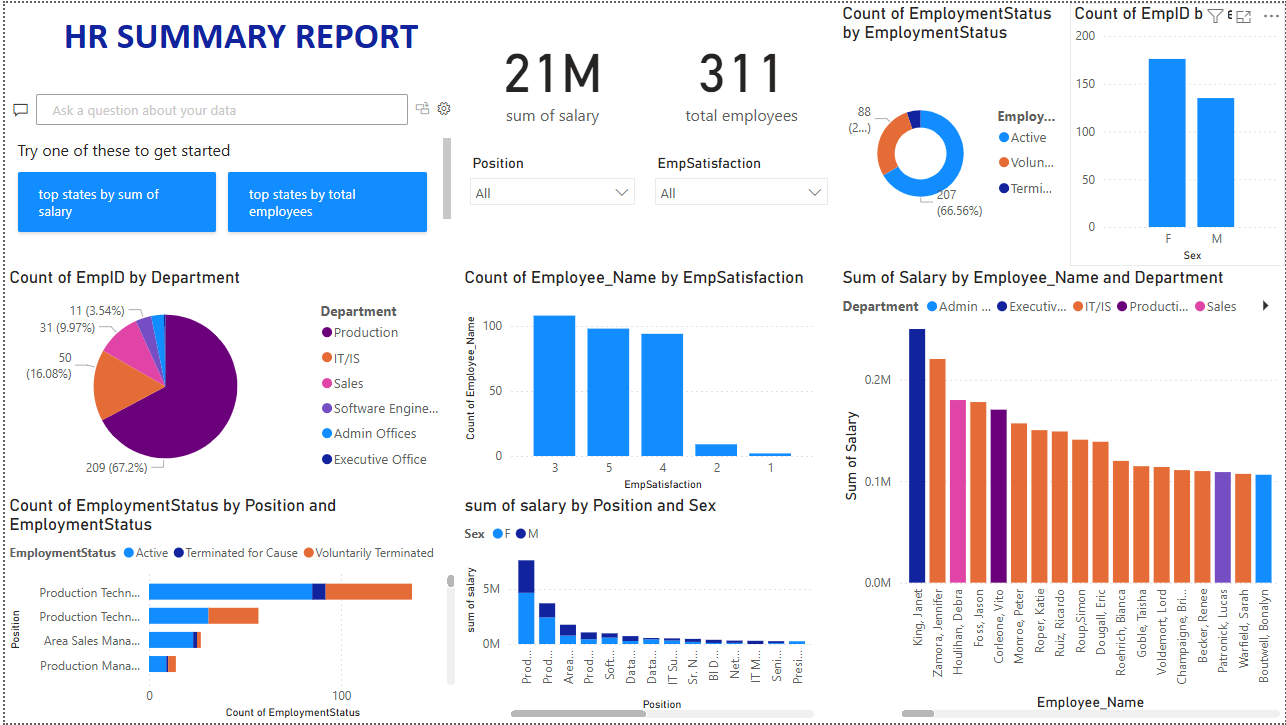 HR SUMMARY REPORT
Ask a question about your data
Try one of these to get started
top states by sum of
salary
top states by total
employees
21M
sum of salary
311
total employees
Position
All
EmpSatisfaction
All
Count of EmploymentStatus
by EmploymentStatus
88
(2...)
207
(66.56%)
Employ...
Active
Volun...
Termi...
Count of EmpID b
200
150
100
50
0
F
M
Sex
Count of EmpID by Department
11 (3.54%)
31 (9.97%)
50
(16.08%)
209 (67.2%)
Department
Production
IT/IS
Sales
Software Engine...
Admin Offices
Executive Office
Count of Employee_Name by EmpSatisfaction
Count of Employee_Name
100
50
0
3
5
4
2
1
EmpSatisfaction
Sum of Salary by Employee_Name and Department
Department Admin ... Executiv... IT/IS Producti... Sales
Sum of Salary
0.2M
0.1M
0.0M
King, Janet
Zamora, Jennifer
Houlihan, Debra
Foss, Jason
Corleone, Vito
Monroe, Peter
Roper, Katie
Ruiz, Ricardo
Roup,Simon
Dougall, Eric
Roehrich, Bianca
Goble, Taisha
Voldemort, Lord
Champaigne, Bri...
Becker, Renee
Patronick, Lucas
Warfield, Sarah
Boutwell, Bonalyn
Employee_Name
Count of EmploymentStatus by Position and
EmploymentStatus
EmploymentStatus Active Terminated for Cause Voluntarily Terminated
Position
Production Techn...
Production Techn...
Area Sales Mana...
Production Mana...
0
100
Count of EmploymentStatus
sum of salary by Position and Sex
Sex F M
sum of salary
5M
0M
Prod...
Prod...
Area...
Prod...
Soft...
Data...
Data...
IT Su...
Sr. N...
BI D...
Net...
IT M...
Seni...
Presi...
Position